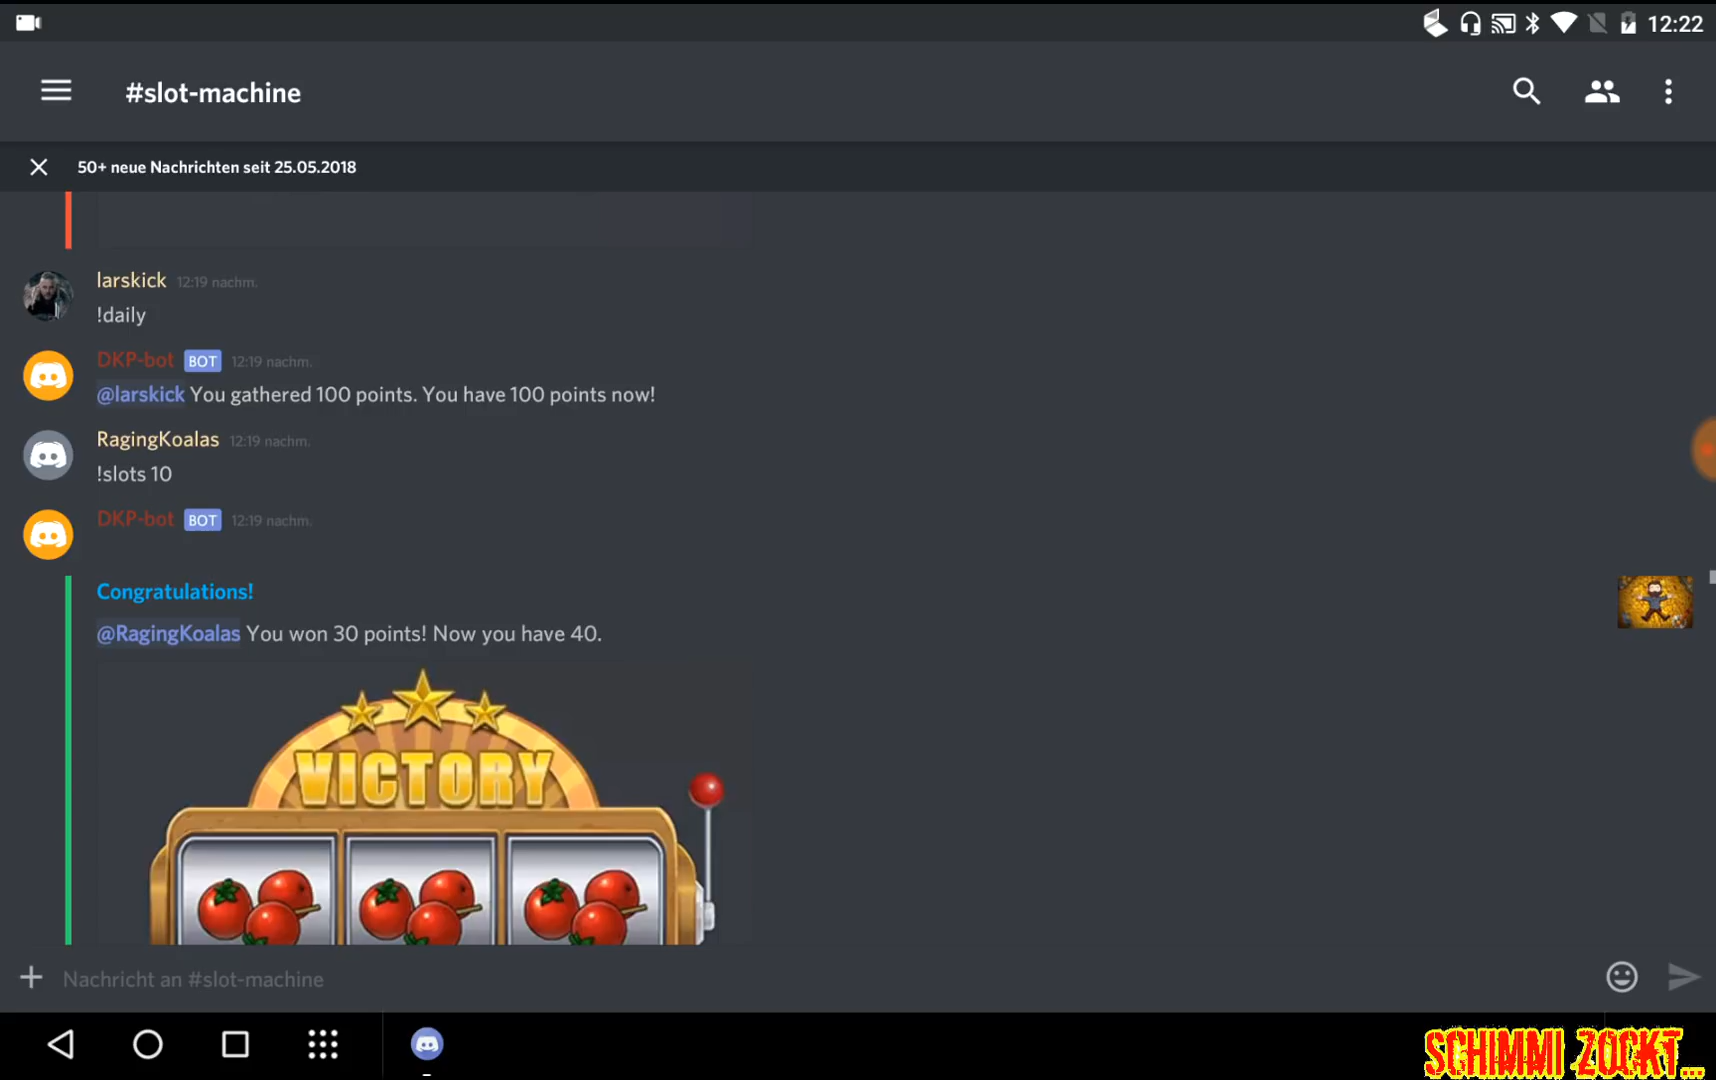 12:22
#slot-machine
50+ neue Nachrichten seit 25.05.2018
larskick 12:19 nachm.
!daily
DKP-bot BOT 12:19 nachm.
@larskick You gathered 100 points. You have 100 points now!
RagingKoalas 12:19 nachm.
!slots 10
DKP-bot BOT 12:19 nachm.
Congratulations!
@RagingKoalas You won 30 points! Now you have 40.
VICTORY
Nachricht an #slot-machine
SCHIMMI ZOCKT...